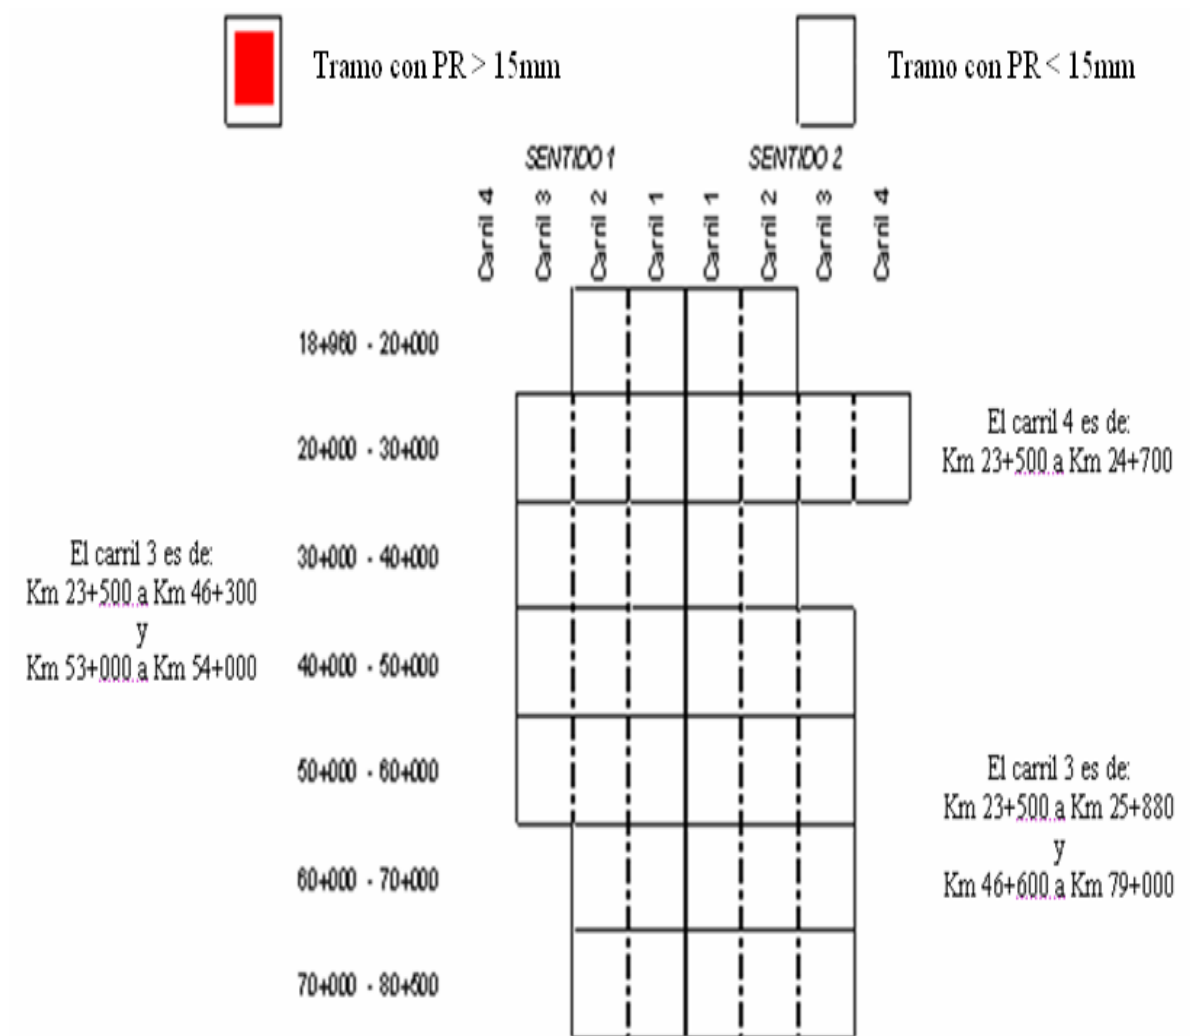 Tramo con PR > 15mm
Tramo con PR < 15mm
SENTIDO 1
SENTIDO 2
Carril 4
Carril 3
Carril 2
Carril 1
Carril 1
Carril 2
Carril 3
Carril 4
18+960 - 20+000
20+000 - 30+000
El carril 4 es de:
Km 23+500 a Km 24+700
30+000 - 40+000
El carril 3 es de:
Km 23+500 a Km 46+300
y
Km 53+000 a Km 54+000
40+000 - 50+000
50+000 - 60+000
El carril 3 es de:
Km 23+500 a Km 25+880
y
Km 46+600 a Km 79+000
60+000 - 70+000
70+000 - 80+500